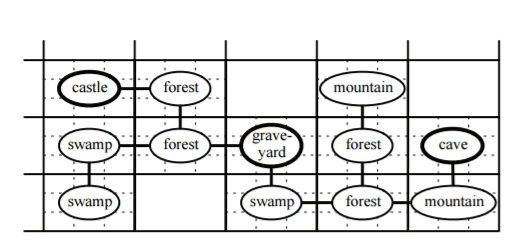 castle forest mountain
swamp forest grave-
yard forest cave
swamp swamp forest mountain